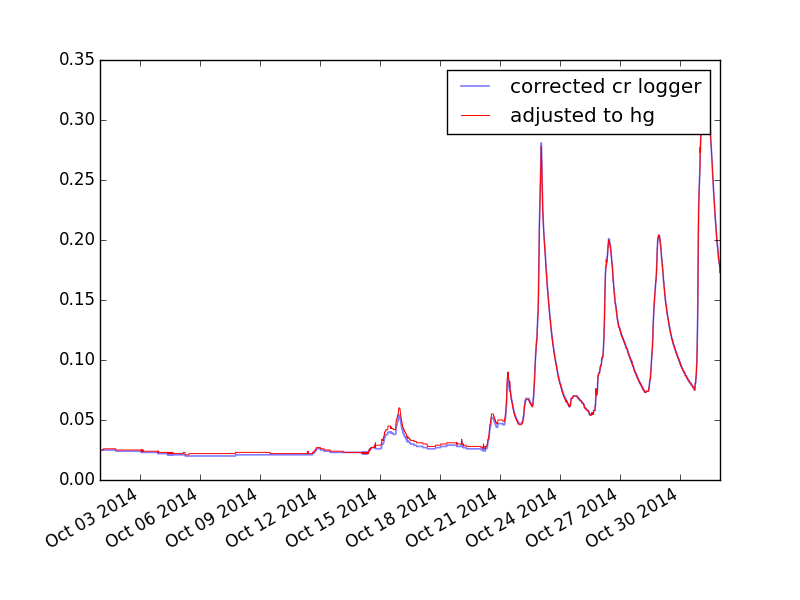 0.35
0.30
0.25
0.20
0.15
0.10
0.05
0.00
corrected cr logger
adjusted to hg
Oct 03 2014
Oct 06 2014
Oct 09 2014
Oct 12 2014
Oct 15 2014
Oct 18 2014
Oct 21 2014
Oct 24 2014
Oct 27 2014
Oct 30 2014